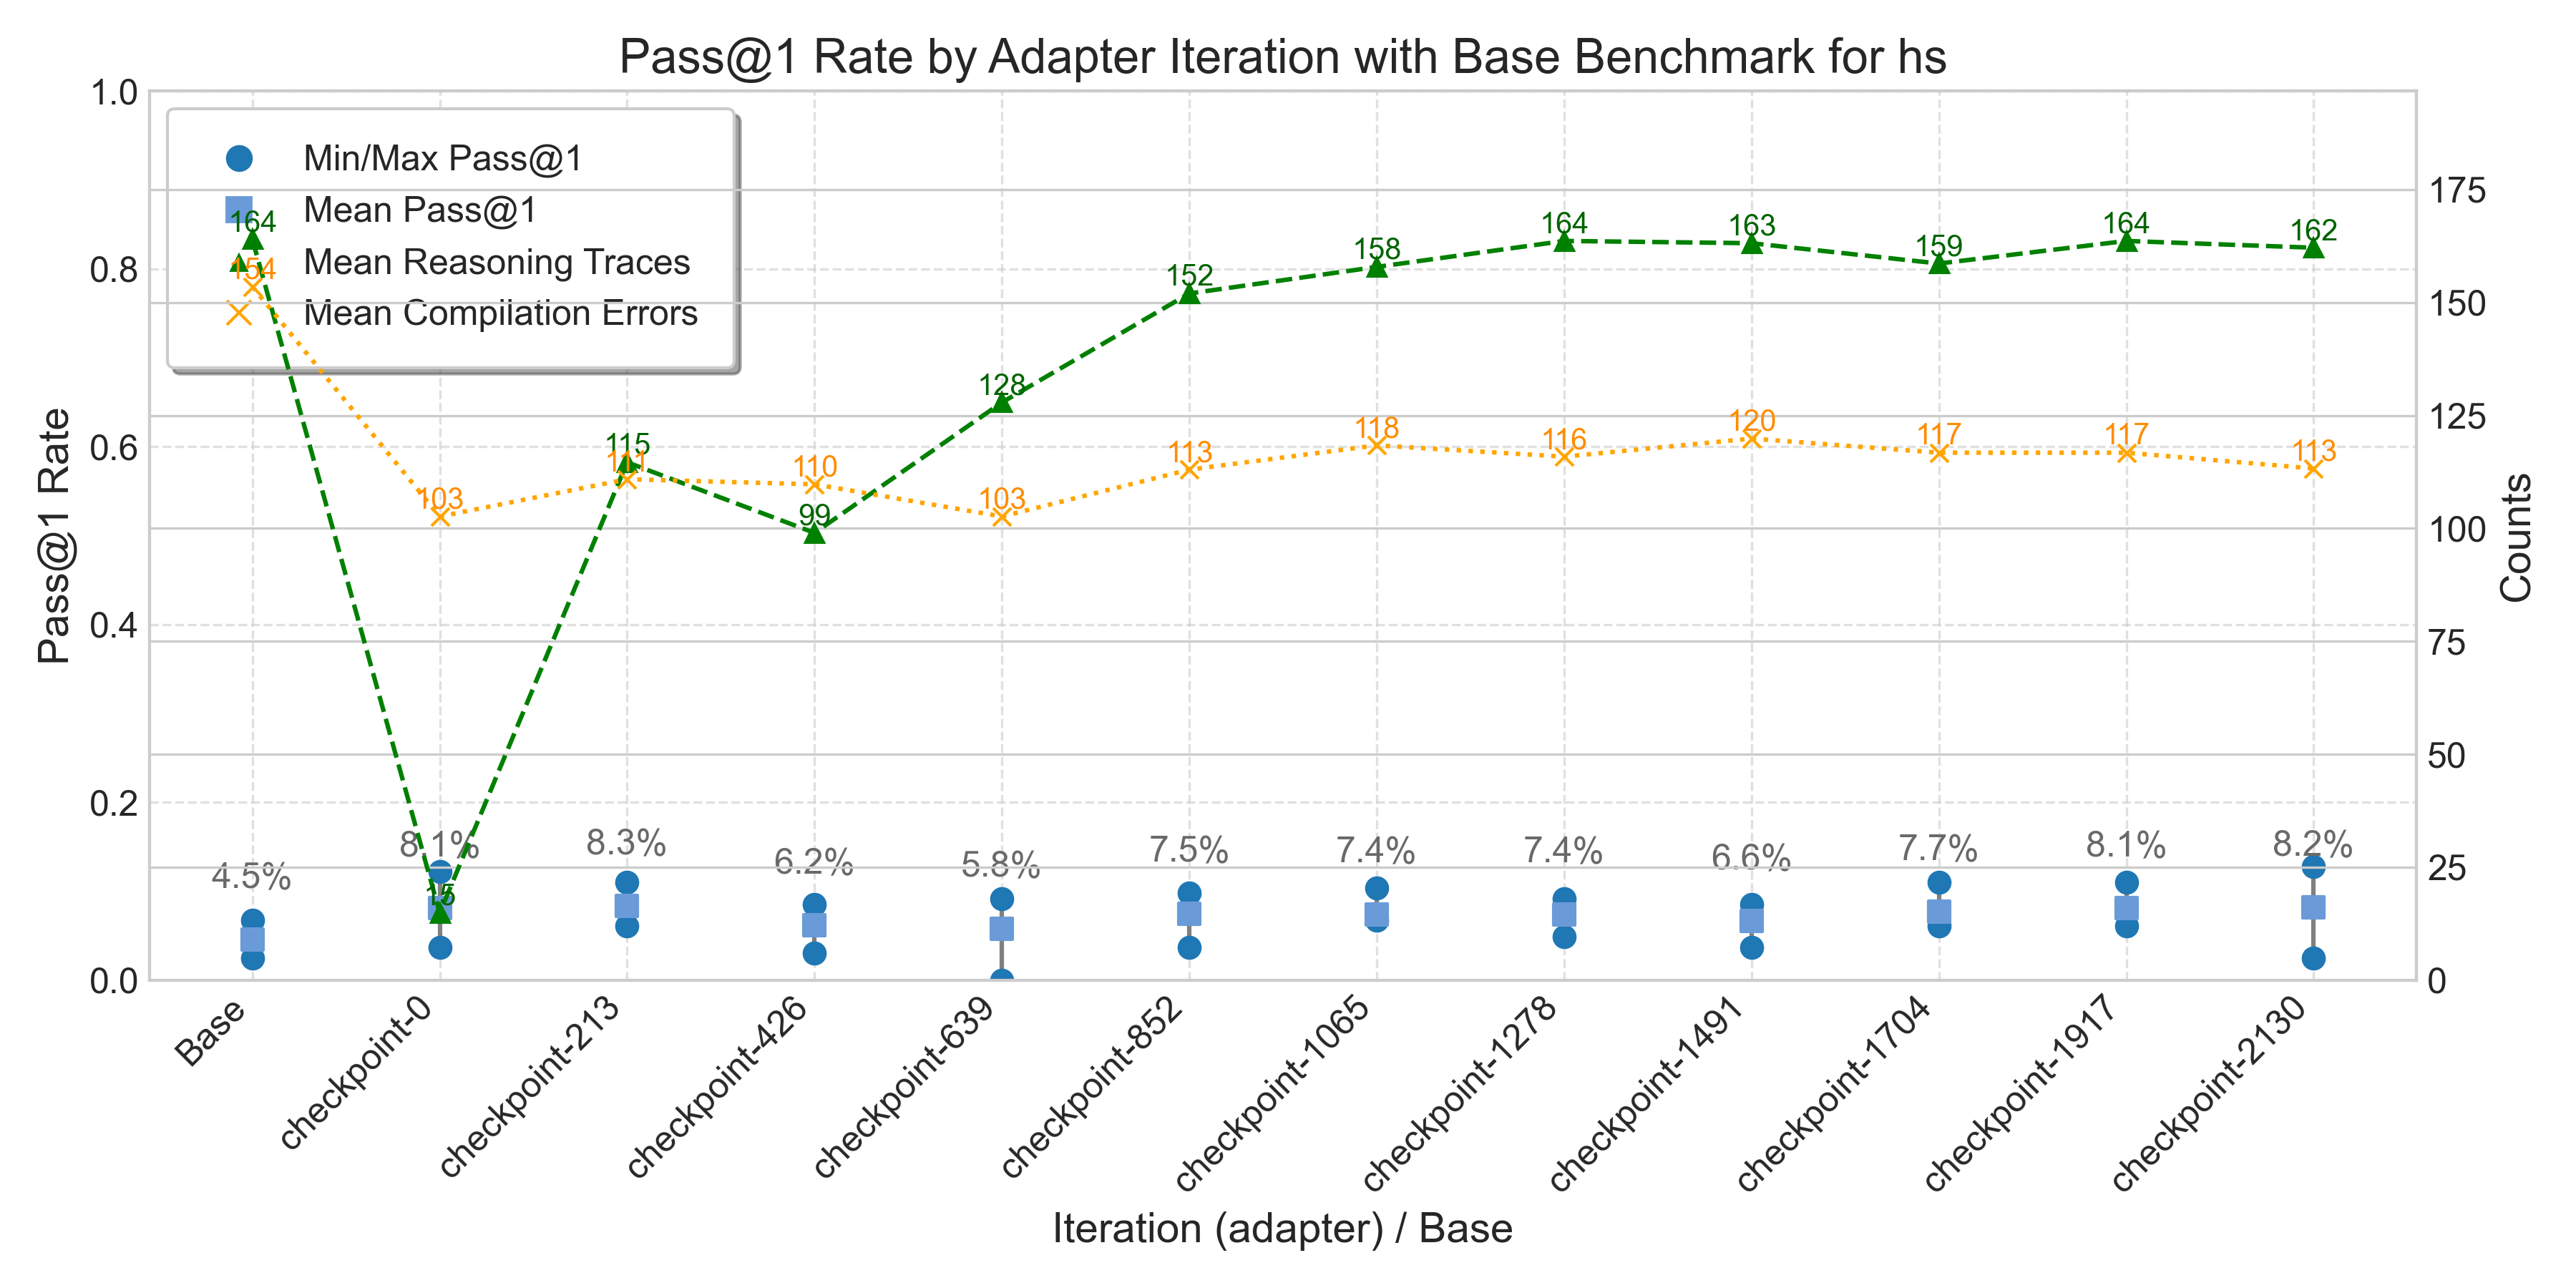 Pass@1 Rate by Adapter Iteration with Base Benchmark for hs
Pass@1 Rate
1.0
0.8
0.6
0.4
0.2
0.0
Min/Max Pass@1
Mean Pass@1
Mean Reasoning Traces
Mean Compilation Errors
164
15
115
99
128
152
158
164
163
159
164
162
154
103
111
110
103
113
118
116
120
117
117
113
4.5%
8.1%
8.3%
6.2%
5.8%
7.5%
7.4%
7.4%
6.6%
7.7%
8.1%
8.2%
175
150
125
100
75
50
25
0
Counts
Base
checkpoint-0
checkpoint-213
checkpoint-426
checkpoint-639
checkpoint-852
checkpoint-1065
checkpoint-1278
checkpoint-1491
checkpoint-1704
checkpoint-1917
checkpoint-2130
Iteration (adapter) / Base